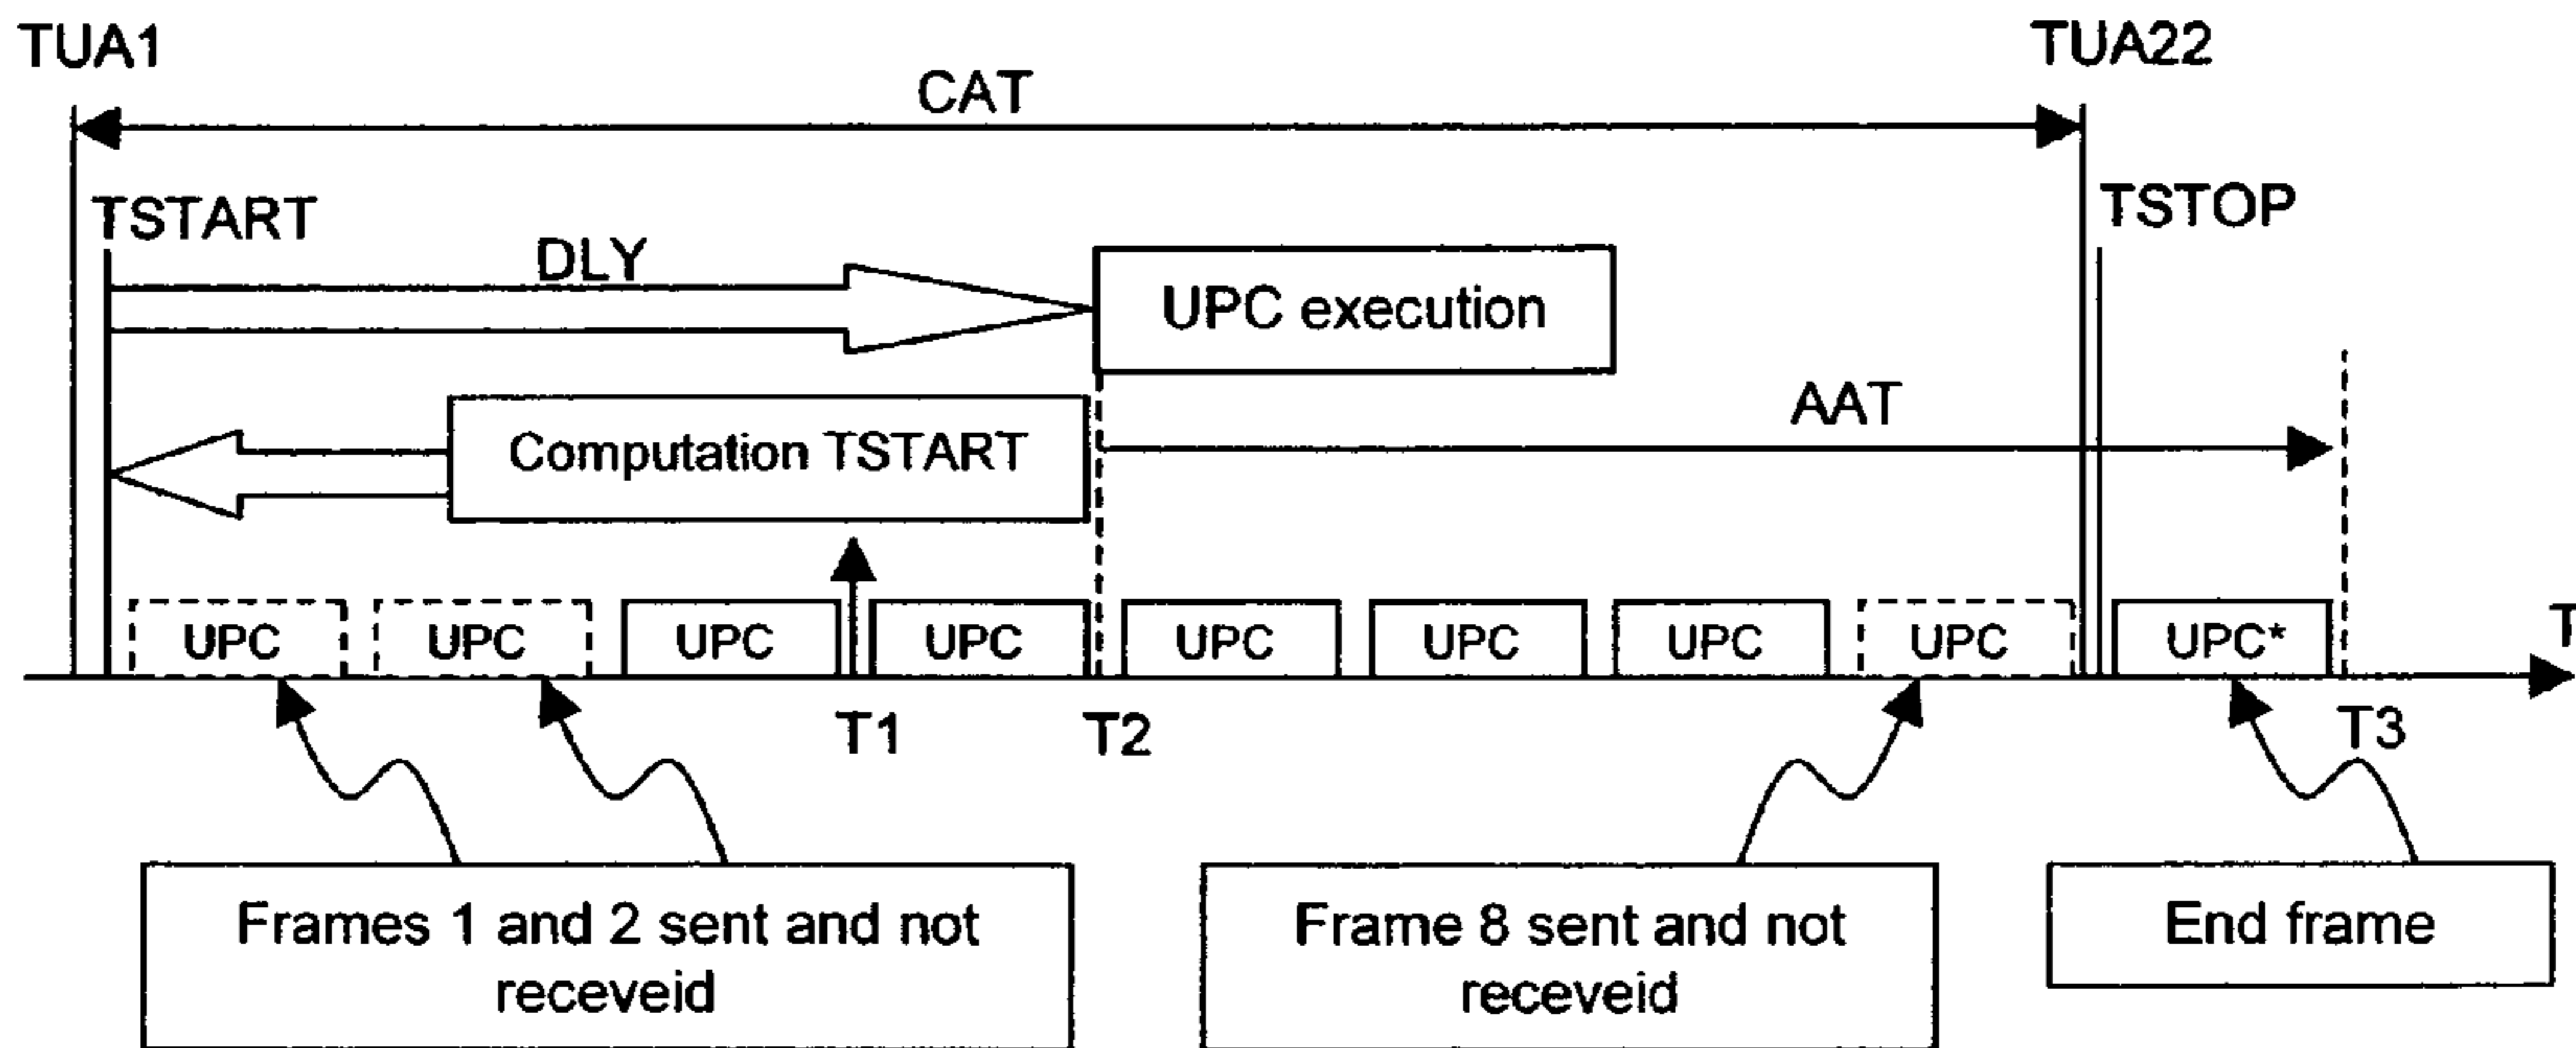 TUA1
TUA22
CAT
TSTART
TSTOP
DLY
UPC execution
AAT
Computation TSTART
UPC
UPC
UPC
UPC
UPC
UPC
UPC
UPC
UPC*
T
T1
T2
T3
Frames 1 and 2 sent and not
receveid
Frame 8 sent and not
receveid
End frame